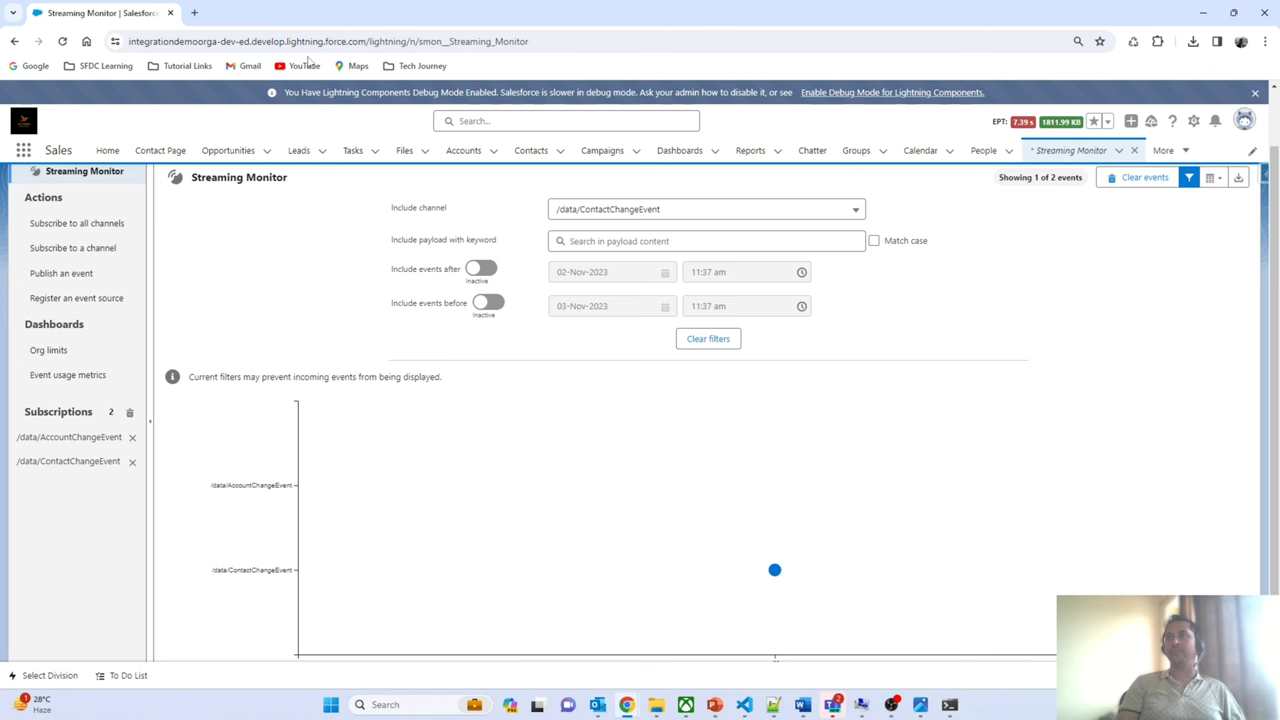 Streaming Monitor | Salesforce
integrationdemoorga-dev-ed.develop.lightning.force.com/lightning/n/smon__Streaming_Monitor
Google SFDC Learning Tutorial Links Gmail YouTube Maps Tech Journey
You Have Lightning Components Debug Mode Enabled. Salesforce is slower in debug mode. Ask your admin how to disable it, or see Enable Debug Mode for Lightning Components.
Search...
EPT: 7.39 s 1811.99 KB
Sales Home Contact Page Opportunities Leads Tasks Files Accounts Contacts Campaigns Dashboards Reports Chatter Groups Calendar People * Streaming Monitor More
Streaming Monitor
Actions
Subscribe to all channels
Subscribe to a channel
Publish an event
Register an event source
Dashboards
Org limits
Event usage metrics
Subscriptions 2
/data/AccountChangeEvent
/data/ContactChangeEvent
Streaming Monitor
Showing 1 of 2 events Clear events
Include channel /data/ContactChangeEvent
Include payload with keyword Search in payload content Match case
Include events after Inactive 02-Nov-2023 11:37 am
Include events before Inactive 03-Nov-2023 11:37 am
Clear filters
Current filters may prevent incoming events from being displayed.
/data/AccountChangeEvent
/data/ContactChangeEvent
Select Division To Do List
28°C
Haze
Search
2